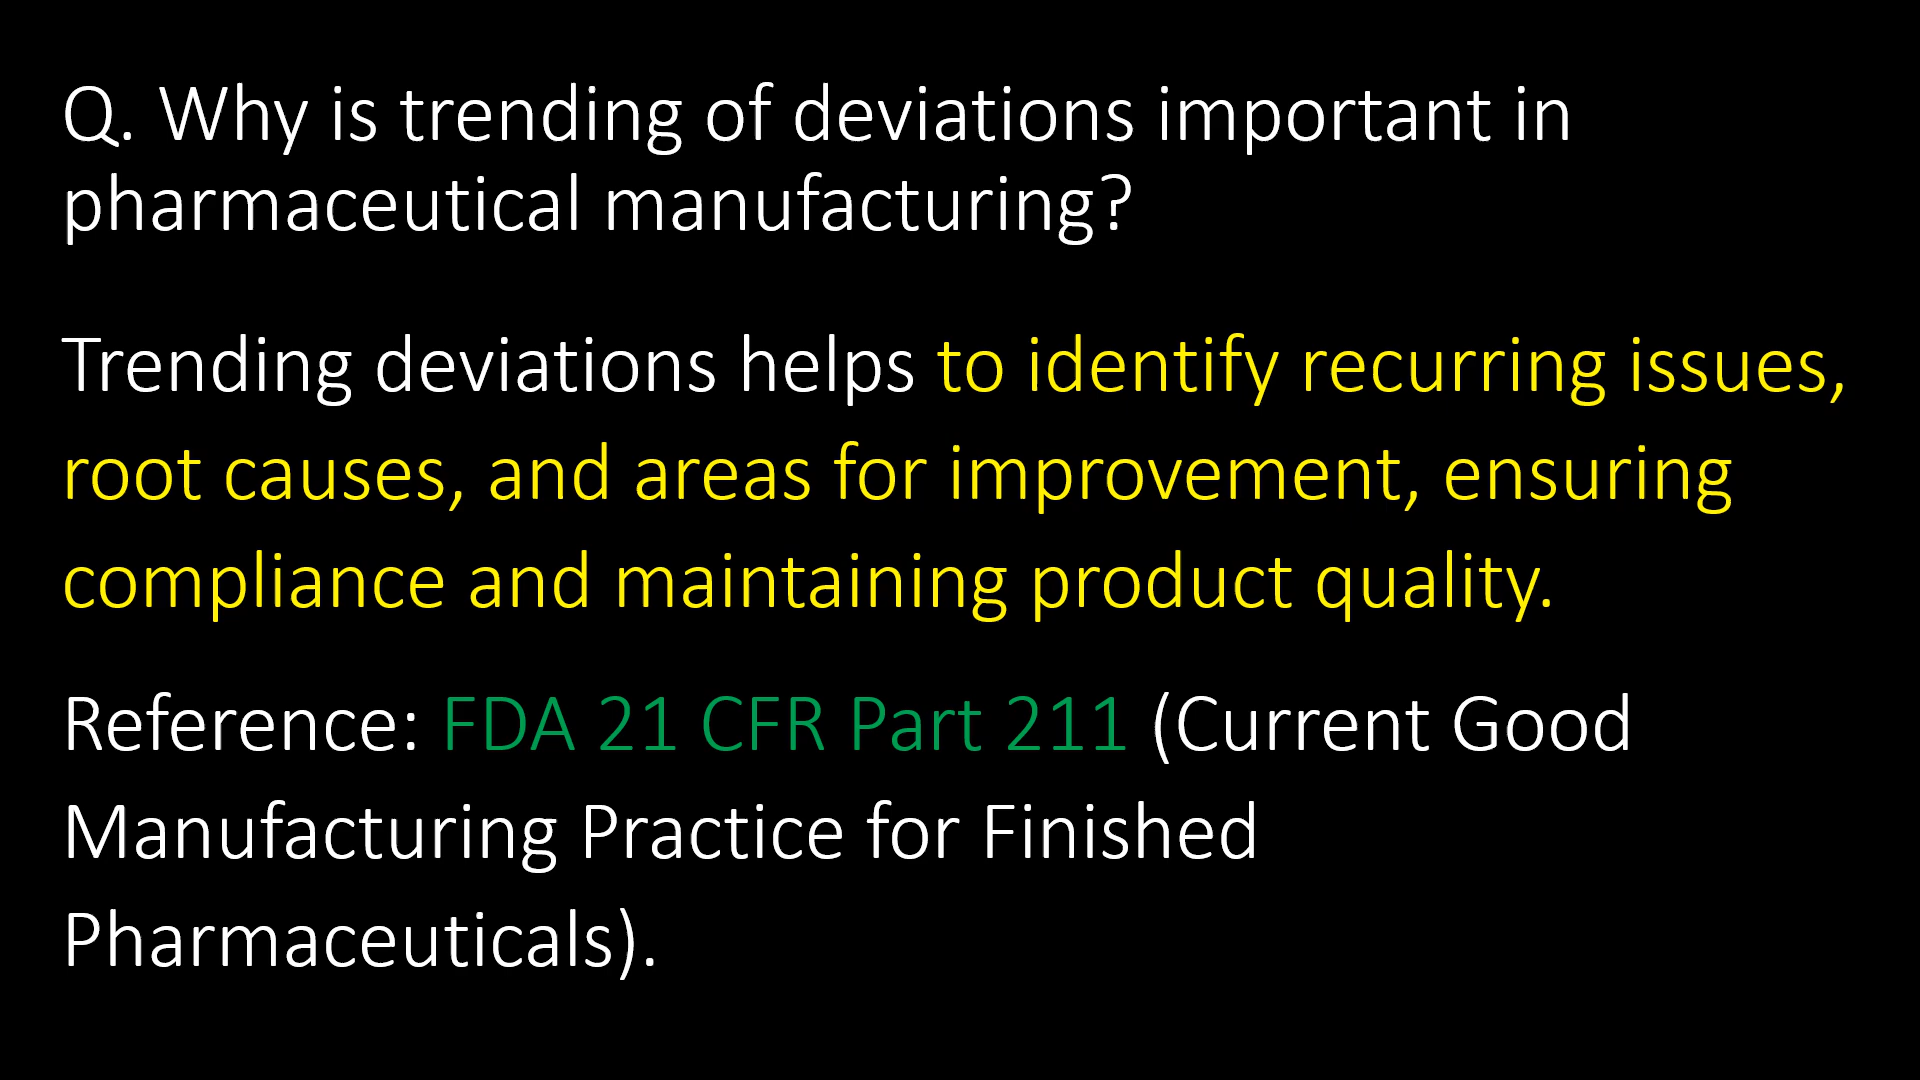 Q. Why is trending of deviations important in
pharmaceutical manufacturing?
Trending deviations helps to identify recurring issues,
root causes, and areas for improvement, ensuring
compliance and maintaining product quality.
Reference: FDA 21 CFR Part 211 (Current Good
Manufacturing Practice for Finished
Pharmaceuticals).